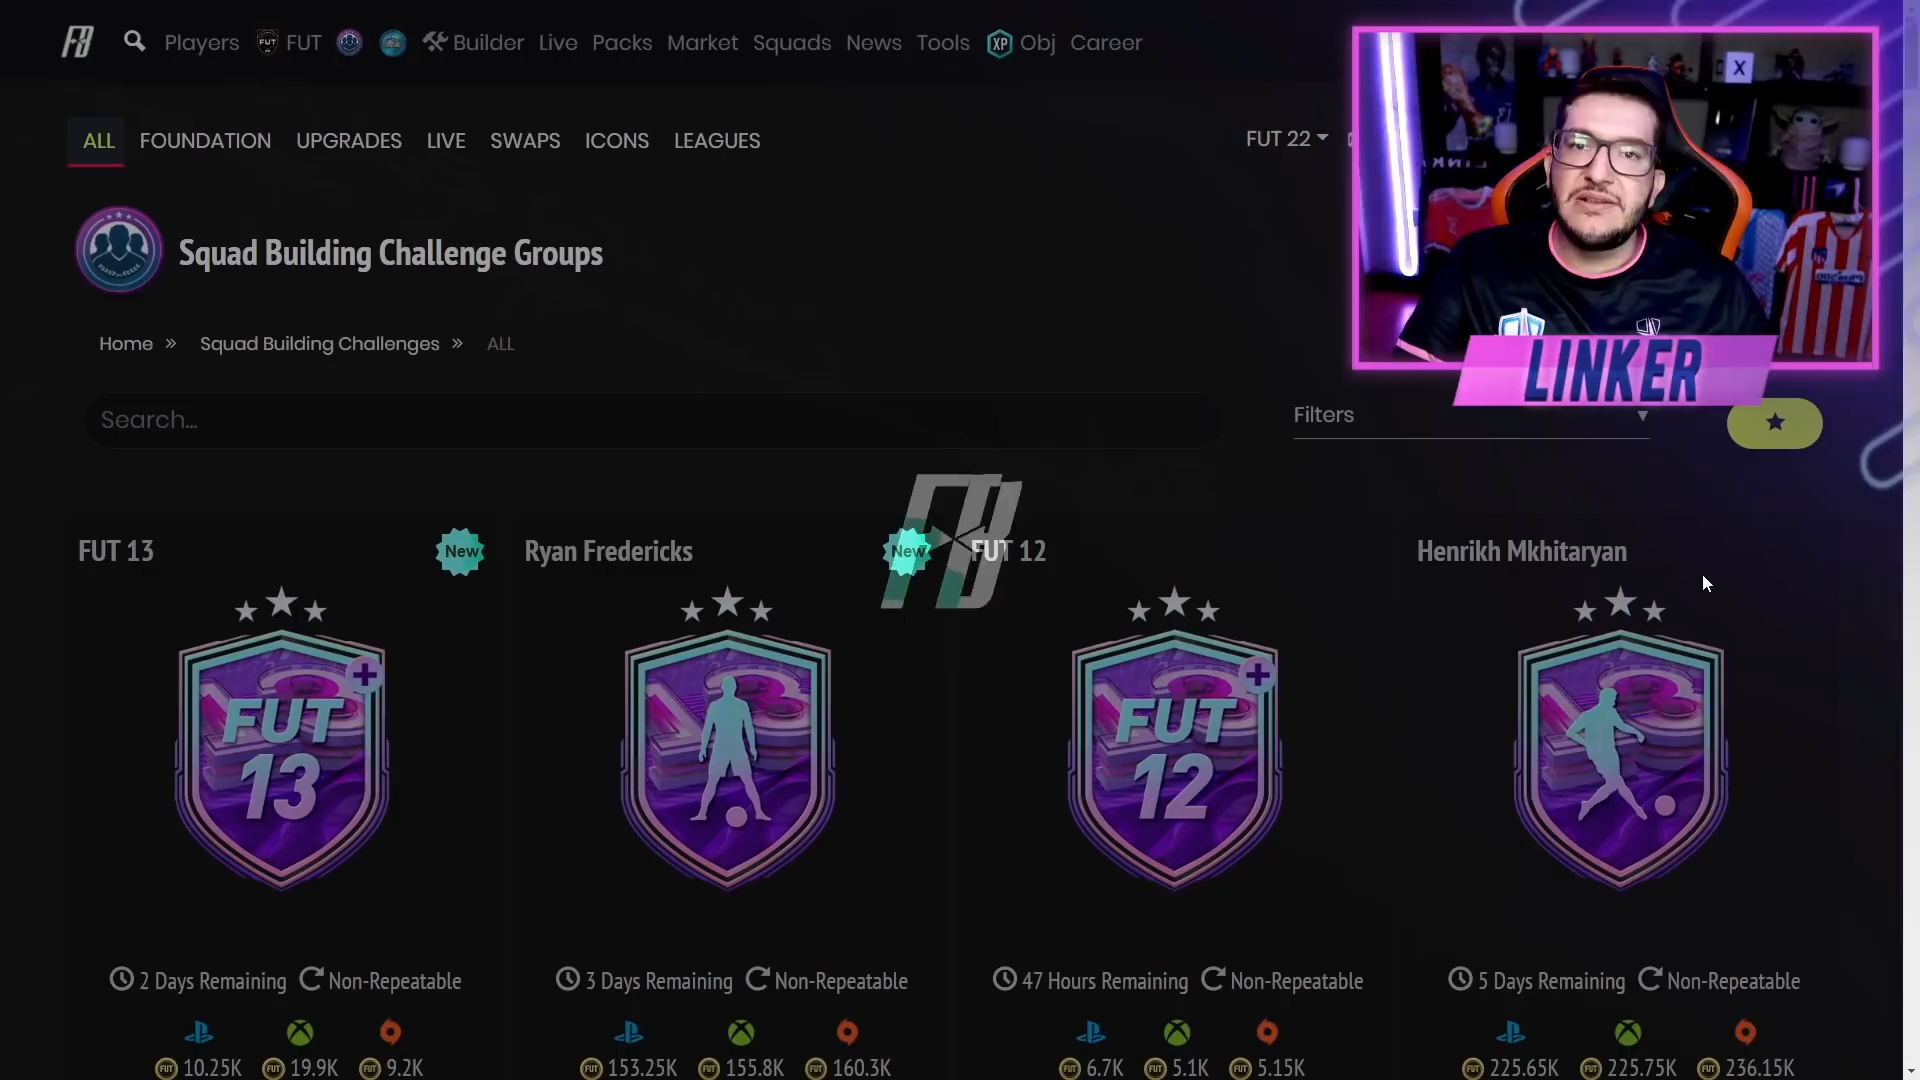 Players FUT Builder Live Packs Market Squads News Tools XP Obj Career
ALL FOUNDATION UPGRADES LIVE SWAPS ICONS LEAGUES
FUT 22
X
LINKER
Squad Building Challenge Groups
Home » Squad Building Challenges » ALL
Search...
Filters
FUT 13 New
Ryan Fredericks New
FUT 12
Henrikh Mkhitaryan
FUT
13
FUT
12
2 Days Remaining Non-Repeatable
3 Days Remaining Non-Repeatable
47 Hours Remaining Non-Repeatable
5 Days Remaining Non-Repeatable
10.25K 19.9K 9.2K
153.25K 155.8K 160.3K
6.7K 5.1K 5.15K
225.65K 225.75K 236.15K